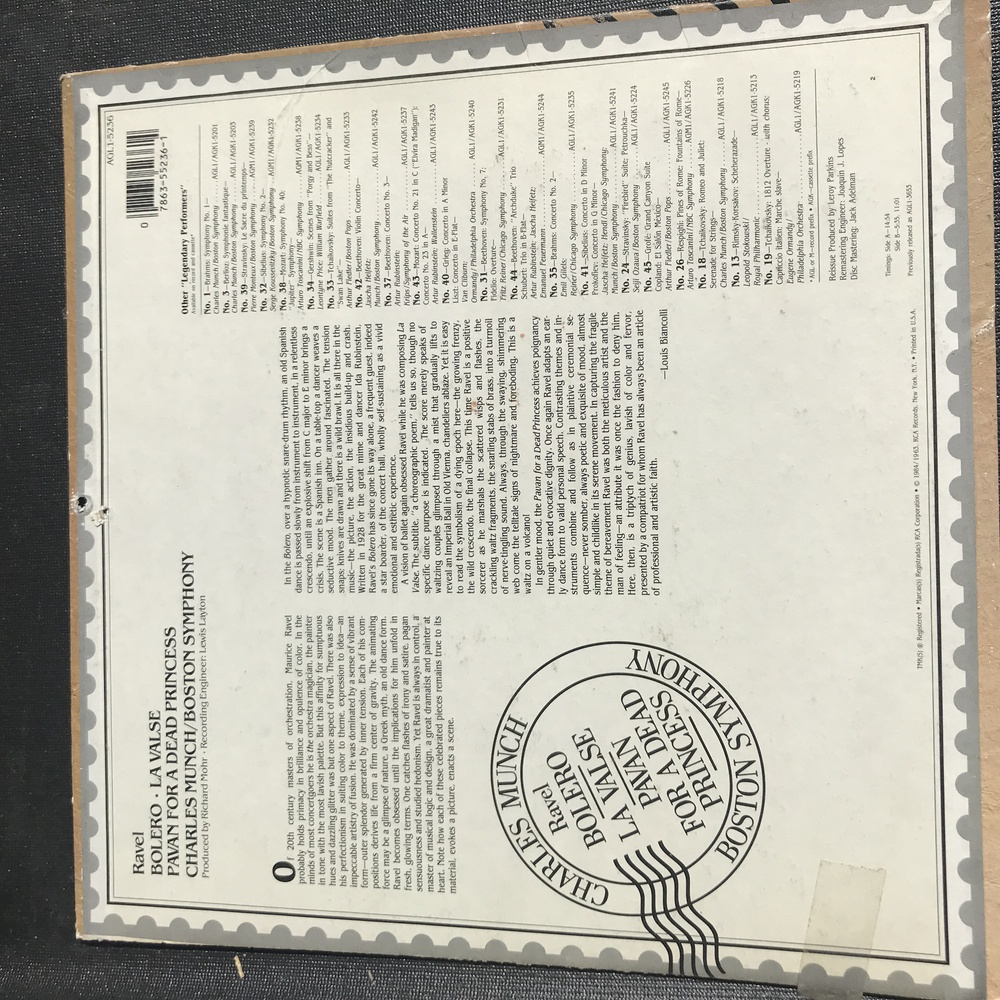 AGL1-5236
0
7863-55236-1
Ravel
BOLERO · LA VALSE
PAVAN FOR A DEAD PRINCESS
CHARLES MUNCH/BOSTON SYMPHONY
Produced by Richard Mohr · Recording Engineer: Lewis Layton
Of 20th century masters of orchestration, Maurice Ravel
probably holds primacy in brilliance and opulence of color. In the
minds of most concertgoers he is the orchestra magician, the painter
in tone with the most lavish palette. But this affinity for sumptuous
hues and dazzling glitter was but one aspect of Ravel. There was also
his perfectionism in suiting color to theme, expression to idea—an
impeccable artistry of fusion. He was dominated by a sense of vibrant
form—outer splendor generated by inner tension. Each of his com-
positions derives life from a firm center of gravity. The animating
force may be a glimpse of nature, a Greek myth, an old dance form.
Ravel becomes obsessed until the implications for him unfold in
fresh, glowing terms. One catches flashes of irony and satire, pagan
sensuousness and studied hedonism. Yet Ravel is always in control, a
master of musical logic and design, a great dramatist and painter at
heart. Note how each of these celebrated pieces remains true to its
material, evokes a picture, enacts a scene.
In the Bolero, over a hypnotic snare-drum rhythm, an old Spanish
dance is passed slowly from instrument to instrument, in a relentless
crescendo, until an explosive shift from C major to E minor brings a
crisis. The scene is a Spanish inn. On a table-top a dancer weaves a
seductive mood. The men gather around fascinated. The tension
snaps; knives are drawn and there is a wild brawl. It is all there in the
music—the picture, the action, the insidious build-up and crash.
Written in 1928 for the great mime and dancer Ida Rubinstein,
Ravel's Bolero has since gone its way alone, a frequent guest, indeed
a star boarder, of the concert hall, wholly self-sustaining as a vivid
emotional and esthetic experience.
A vision of ballet again obsessed Ravel while he was composing La
Valse. The subtitle, "a choreographic poem," tells us so, though no
specific dance purpose is indicated. The score merely speaks of
waltzing couples glimpsed through a mist that gradually lifts to
reveal an Imperial Ball in Old Vienna, chandeliers ablaze. Yet it is easy
to read the symbolism of a dying epoch here—the growing frenzy,
the wild crescendo, the final collapse. This time Ravel is a positive
sorcerer as he marshals the scattered wisps and flashes, the
crackling waltz fragments, the snarling stabs of brass, into a turmoil
of nerve-tingling sound. Always, through the swaying, shimmering
web come the telltale signs of nightmare and foreboding. This is a
waltz on a volcano!
In gentler mood, the Pavan for a Dead Princess achieves poignancy
through quiet and evocative dignity. Once again Ravel adapts an ear-
ly dance form to valid personal speech. Contrasting themes and in-
struments combine and follow as in plaintive ceremonial se-
quence—never somber, always poetic and exquisite of mood, almost
simple and childlike in its serene movement. In capturing the fragile
theme of bereavement Ravel was both the meticulous artist and the
man of feeling—an attribute it was once the fashion to deny him.
Here, then, is a triptych of genius, lavish of color and fervor,
presented by a compatriot for whom Ravel has always been an article
of professional and artistic faith.
—Louis Biancolli
Other "Legendary Performers"
Available on record and cassette*
No. 1—Brahms: Symphony No. 1—
Charles Munch/Boston Symphony ......AGL1/AGK1-5201
No. 3—Berlioz: Symphonie fantastique—
Charles Munch/Boston Symphony ......AGL1/AGK1-5203
No. 39—Stravinsky: Le Sacre du printemps—
Pierre Monteux/Boston Symphony .....AGM1/AGK1-5239
No. 32—Sibelius: Symphony No. 2—
Serge Koussevitzky/Boston Symphony ..AGM1/AGK1-5232
No. 38—Mozart: Symphony No. 40;
"Jupiter" Symphony—
Arturo Toscanini/NBC Symphony ......AGM1/AGK1-5238
No. 34—Gershwin: Scenes from "Porgy and Bess"—
Leontyne Price; William Warfield ........AGL1/AGK1-5234
No. 33—Tchaikovsky: Suites from "The Nutcracker" and
"Swan Lake"—
Arthur Fiedler/Boston Pops ..............AGL1/AGK1-5233
No. 42—Beethoven: Violin Concerto—
Jascha Heifetz;
Munch/Boston Symphony ..............AGL1/AGK1-5242
No. 37—Beethoven: Concerto No. 3—
Artur Rubinstein;
Krips/Symphony of the Air .............AGL1/AGK1-5237
No. 43—Mozart: Concerto No. 21 in C ("Elvira Madigan");
Concerto No. 23 in A—
Artur Rubinstein; Wallenstein ...........AGL1/AGK1-5243
No. 40—Grieg: Concerto in A Minor
Liszt: Concerto in E-Flat—
Van Cliburn;
Ormandy/Philadelphia Orchestra ....... AGL1/AGK1-5240
No. 31—Beethoven: Symphony No. 7;
Fidelio: Overture—
Fritz Reiner/Chicago Symphony .........AGL1/AGK1-5231
No. 44—Beethoven: "Archduke" Trio
Schubert: Trio in B-Flat—
Artur Rubinstein; Jascha Heifetz;
Emanuel Feuermann ..................AGM1/AGK1-5244
No. 35—Brahms: Concerto No. 2—
Emil Gilels;
Reiner/Chicago Symphony .............AGL1/AGK1-5235
No. 41—Sibelius: Concerto in D Minor
Prokofiev: Concerto in G Minor—
Jascha Heifetz; Hendl/Chicago Symphony;
Munch/Boston Symphony ..............AGL1/AGK1-5241
No. 24—Stravinsky: "Firebird" Suite; Petrouchka—
Seiji Ozawa/Boston Symphony ..........AGL1/AGK1-5224
No. 45—Grofé: Grand Canyon Suite
Copland: El Salón México—
Arthur Fiedler/Boston Pops .............AGL1/AGK1-5245
No. 26—Respighi: Pines of Rome; Fountains of Rome—
Arturo Toscanini/NBC Symphony ......AGM1/AGK1-5226
No. 18—Tchaikovsky: Romeo and Juliet;
Serenade for Strings—
Charles Munch/Boston Symphony ......AGL1/AGK1-5218
No. 13—Rimsky-Korsakov: Scheherazade—
Leopold Stokowski/
Royal Philharmonic ....................AGL1/AGK1-5213
No. 19—Tchaikovsky: 1812 Overture - with chorus;
Capriccio italien; Marche slave—
Eugene Ormandy/
Philadelphia Orchestra .................AGL1/AGK1-5219
*AGL or M—record prefix • AGK—cassette prefix
Reissue Produced by Leroy Parkins
Remastering Engineer: Joaquin J. Lopes
Disc Mastering: Jack Adelman
2
Timings: Side A—14:54
Side B—5:35, 11:01
Previously released as AGL1-3653
CHARLES MUNCH
Ravel
BOLERO
LA VALSE
PAVAN
FOR A DEAD
PRINCESS
BOSTON SYMPHONY
TMK(S) ® Registered • Marcas(s) Registrada(s) RCA Corporation • © 1984/1963, RCA Records, New York, N.Y. • Printed in U.S.A.